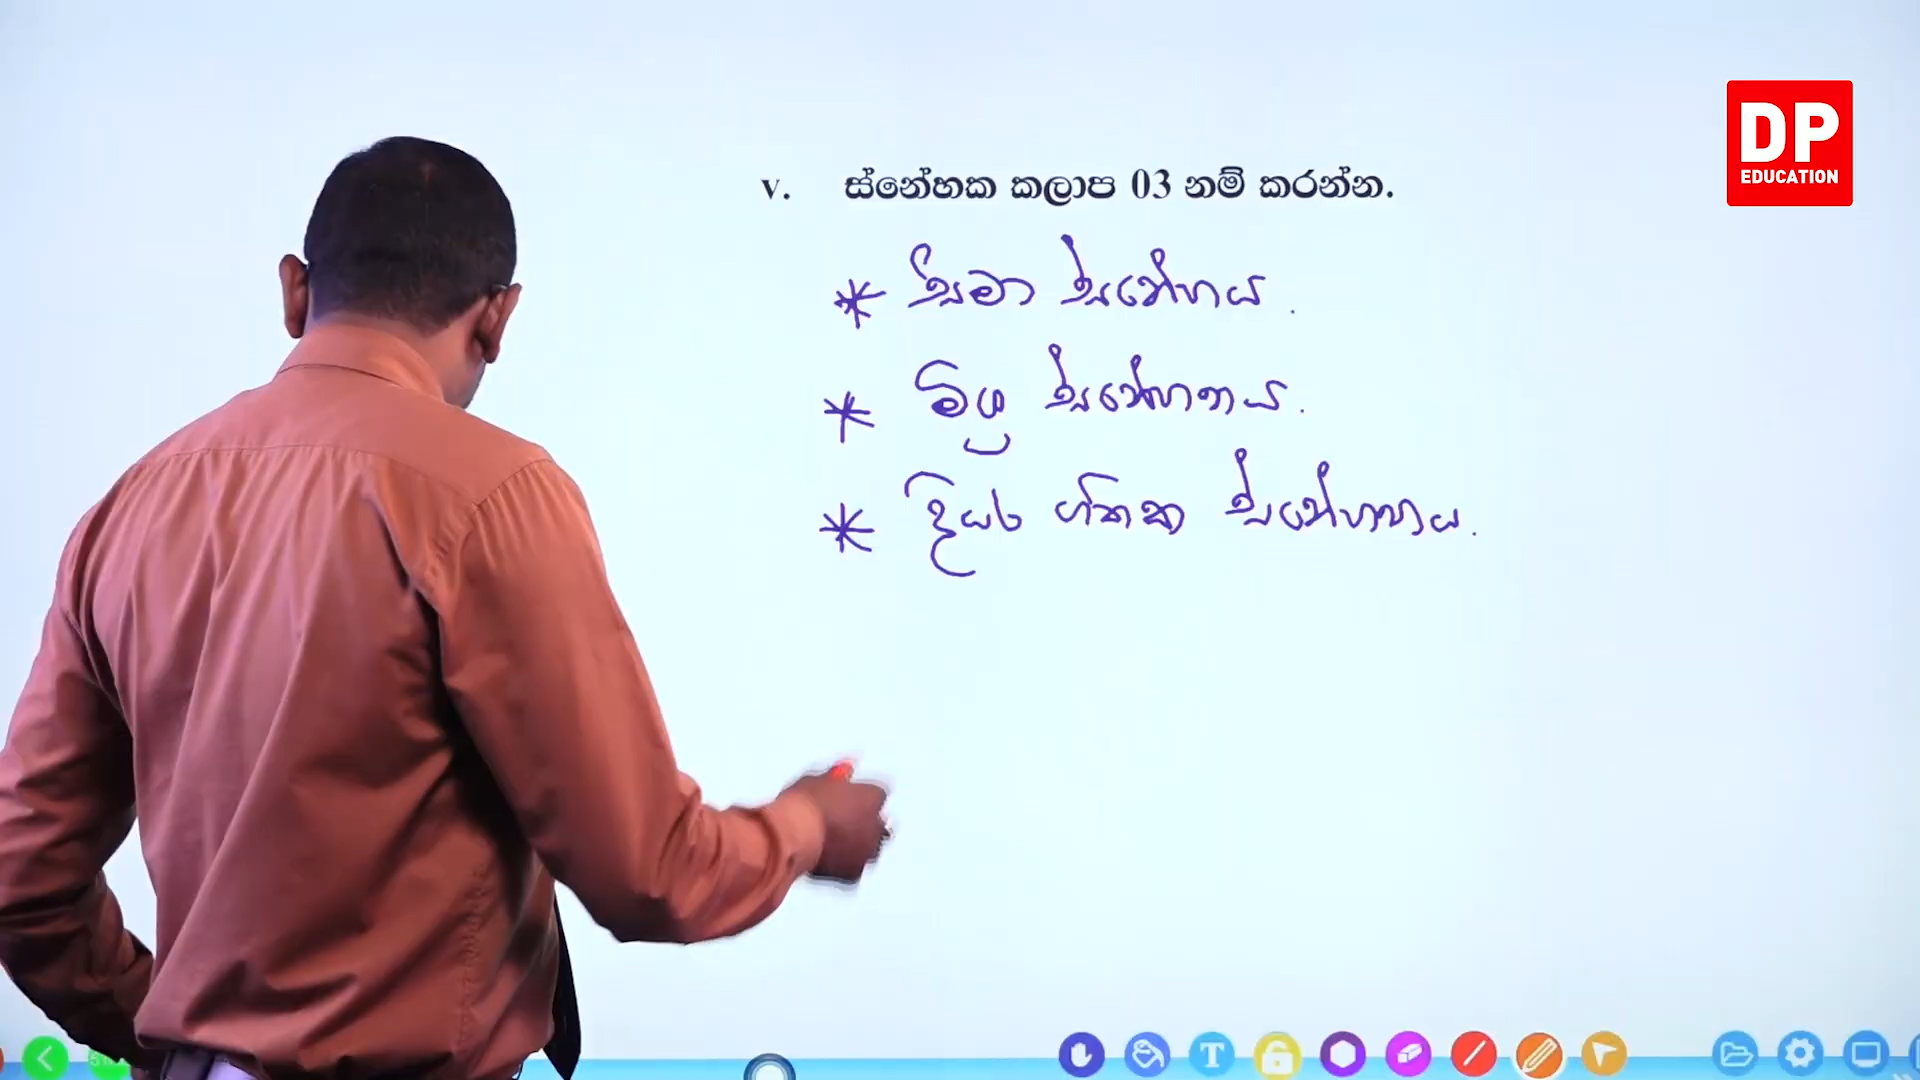 DP
EDUCATION
v. ස්නේහක කලාප 03 නම් කරන්න.
* සීමා ස්නේහය.
* මිශ්‍ර ස්නේහනය.
* දියර ගතික ස්නේහනය.
T